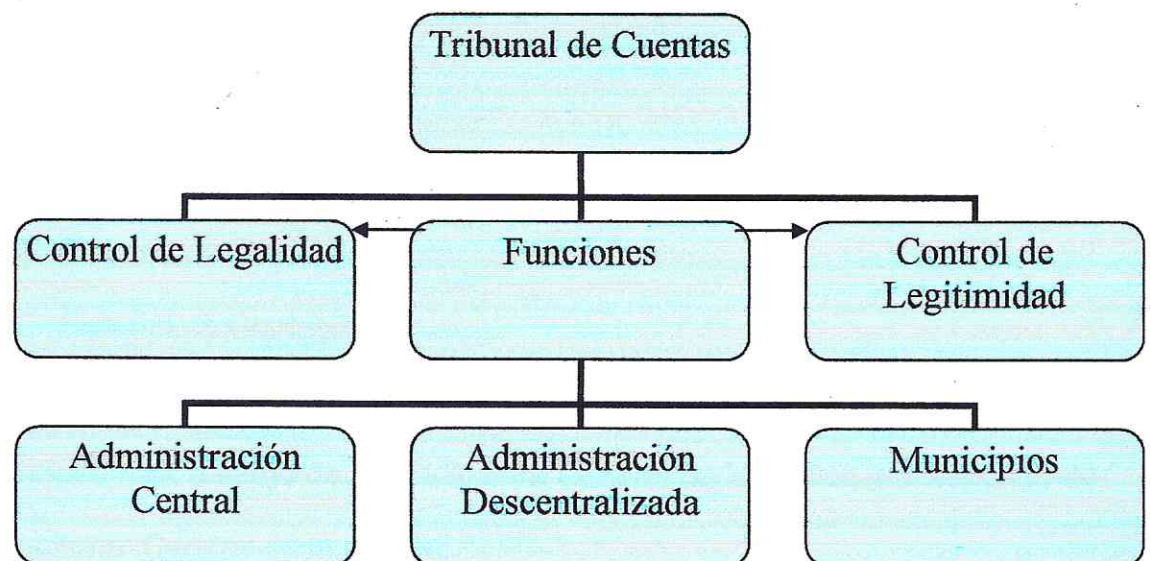 Tribunal de Cuentas
Control de Legalidad
Funciones
Control de
Legitimidad
Administración
Central
Administración
Descentralizada
Municipios